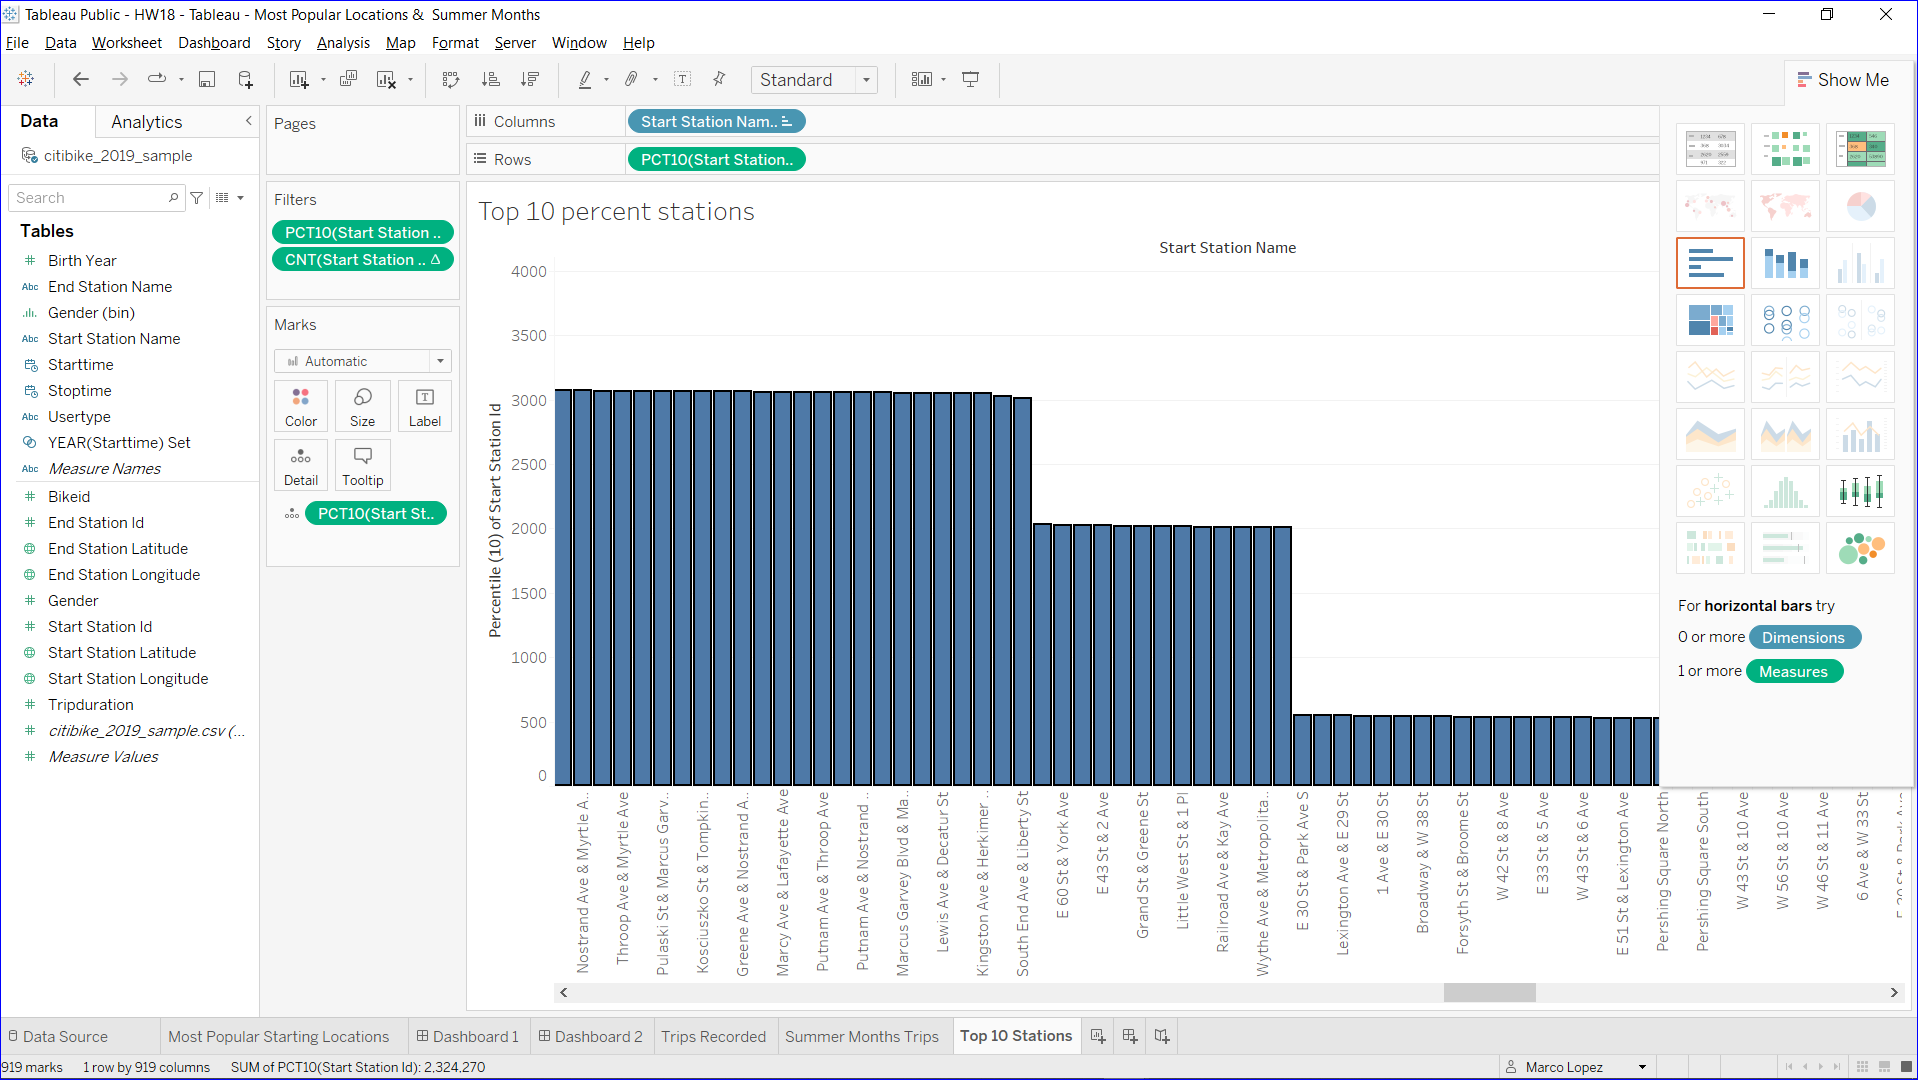 Tableau Public - HW18 - Tableau - Most Popular Locations &  Summer Months
File Data Worksheet Dashboard Story Analysis Map Format Server Window Help
Standard
Show Me
Data
Analytics
citibike_2019_sample
Search
Tables
Birth Year
Abc End Station Name
Gender (bin)
Abc Start Station Name
Starttime
Stoptime
Abc Usertype
YEAR(Starttime) Set
Abc Measure Names
Bikeid
End Station Id
End Station Latitude
End Station Longitude
Gender
Start Station Id
Start Station Latitude
Start Station Longitude
Tripduration
citibike_2019_sample.csv (...
Measure Values
Pages
Filters
PCT10(Start Station ..
CNT(Start Station .. Δ
Marks
Automatic
Color
Size
Label
Detail
Tooltip
PCT10(Start St..
Columns
Start Station Nam..
Rows
PCT10(Start Station..
Top 10 percent stations
Start Station Name
Percentile (10) of Start Station Id
4000
3500
3000
2500
2000
1500
1000
500
0
Nostrand Ave & Myrtle A..
Throop Ave & Myrtle Ave
Pulaski St & Marcus Garv..
Kosciuszko St & Tompkin..
Greene Ave & Nostrand A..
Marcy Ave & Lafayette Ave
Putnam Ave & Throop Ave
Putnam Ave & Nostrand ..
Marcus Garvey Blvd & Ma..
Lewis Ave & Decatur St
Kingston Ave & Herkimer ..
South End Ave & Liberty St
E 60 St & York Ave
E 43 St & 2 Ave
Grand St & Greene St
Little West St & 1 Pl
Railroad Ave & Kay Ave
Wythe Ave & Metropolita..
E 30 St & Park Ave S
Lexington Ave & E 29 St
1 Ave & E 30 St
Broadway & W 38 St
Forsyth St & Broome St
W 42 St & 8 Ave
E 33 St & 5 Ave
W 43 St & 6 Ave
E 51 St & Lexington Ave
Pershing Square North
Pershing Square South
W 43 St & 10 Ave
W 56 St & 10 Ave
W 46 St & 11 Ave
6 Ave & W 33 St
For horizontal bars try
0 or more Dimensions
1 or more Measures
Data Source
Most Popular Starting Locations
Dashboard 1
Dashboard 2
Trips Recorded
Summer Months Trips
Top 10 Stations
919 marks
1 row by 919 columns
SUM of PCT10(Start Station Id): 2,324,270
Marco Lopez